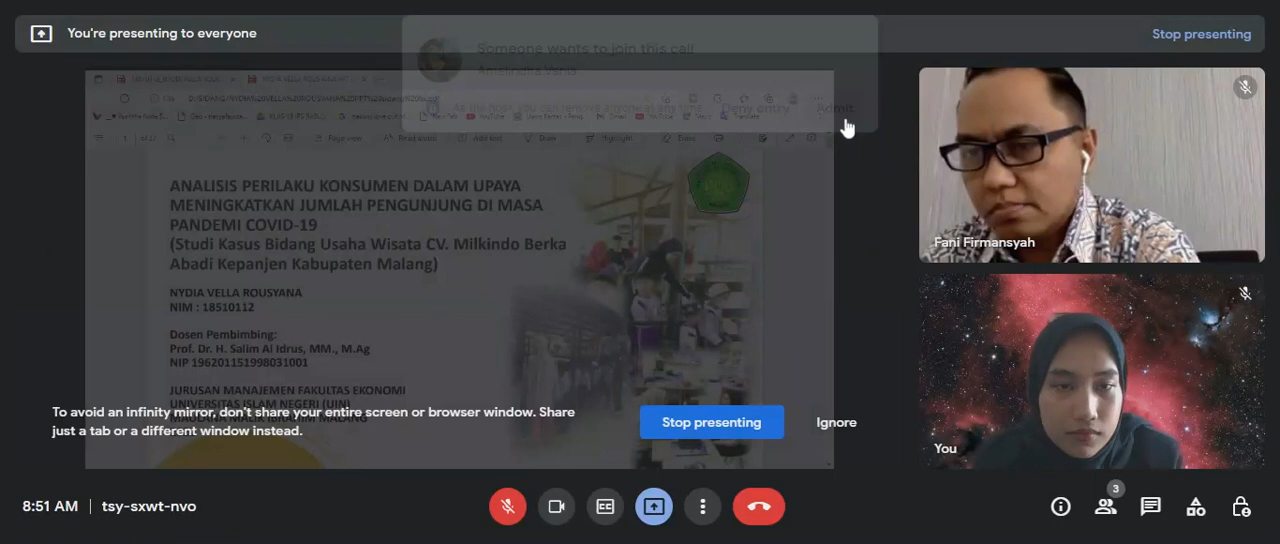 You're presenting to everyone
Someone wants to join this call
Stop presenting
Deny entry
Admit
ANALISIS PERILAKU KONSUMEN DALAM UPAYA
MENINGKATKAN JUMLAH PENGUNJUNG DI MASA
PANDEMI COVID-19
(Studi Kasus Bidang Usaha Wisata CV. Milkindo Berka
Abadi Kepanjen Kabupaten Malang)
NYDIA VELLA ROUSYANA
NIM : 18510112
Dosen Pembimbing:
Prof. Dr. H. Salim Al Idrus, MM., M.Ag
NIP 196201151998031001
JURUSAN MANAJEMEN FAKULTAS EKONOMI
UNIVERSITAS ISLAM NEGERI (UIN)
MAULANA MALIK IBRAHIM MALANG
Fani Firmansyah
To avoid an infinity mirror, don't share your entire screen or browser window. Share
just a tab or a different window instead.
Stop presenting
Ignore
You
8:51 AM | tsy-sxwt-nvo
3